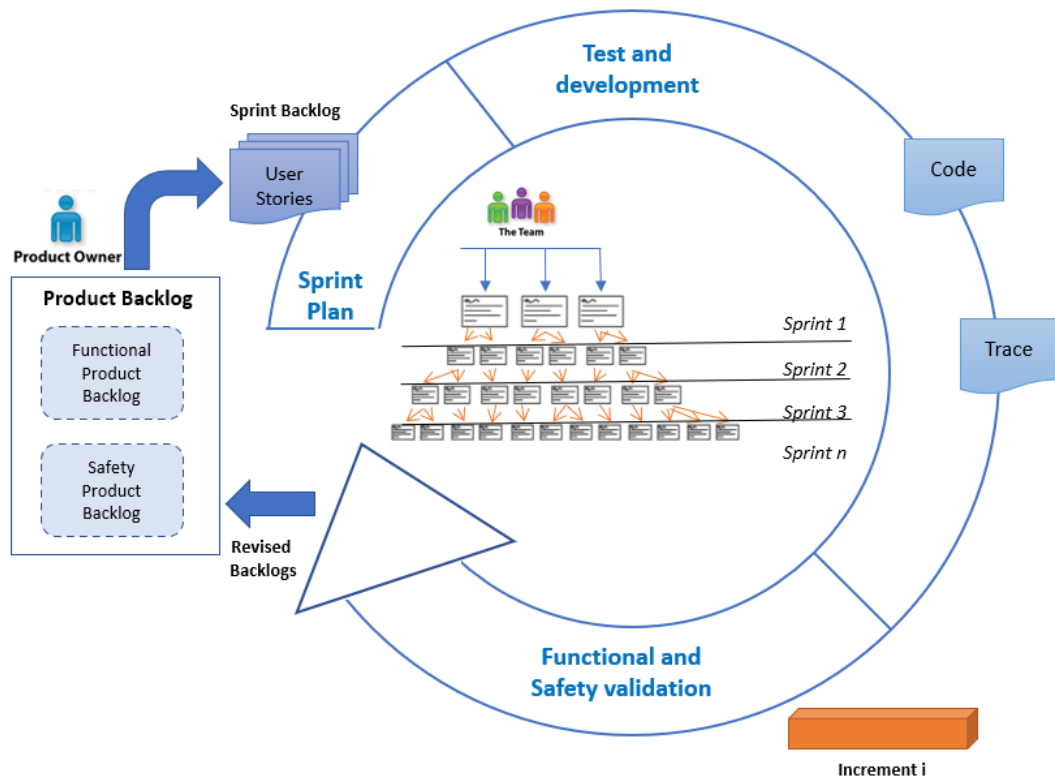 Test and
development
Sprint Backlog
User
Stories
Code
Product Owner
The Team
Sprint
Plan
Product Backlog
Functional
Product
Backlog
Sprint 1
Trace
Sprint 2
Sprint 3
Sprint n
Safety
Product
Backlog
Revised
Backlogs
Functional and
Safety validation
Increment i